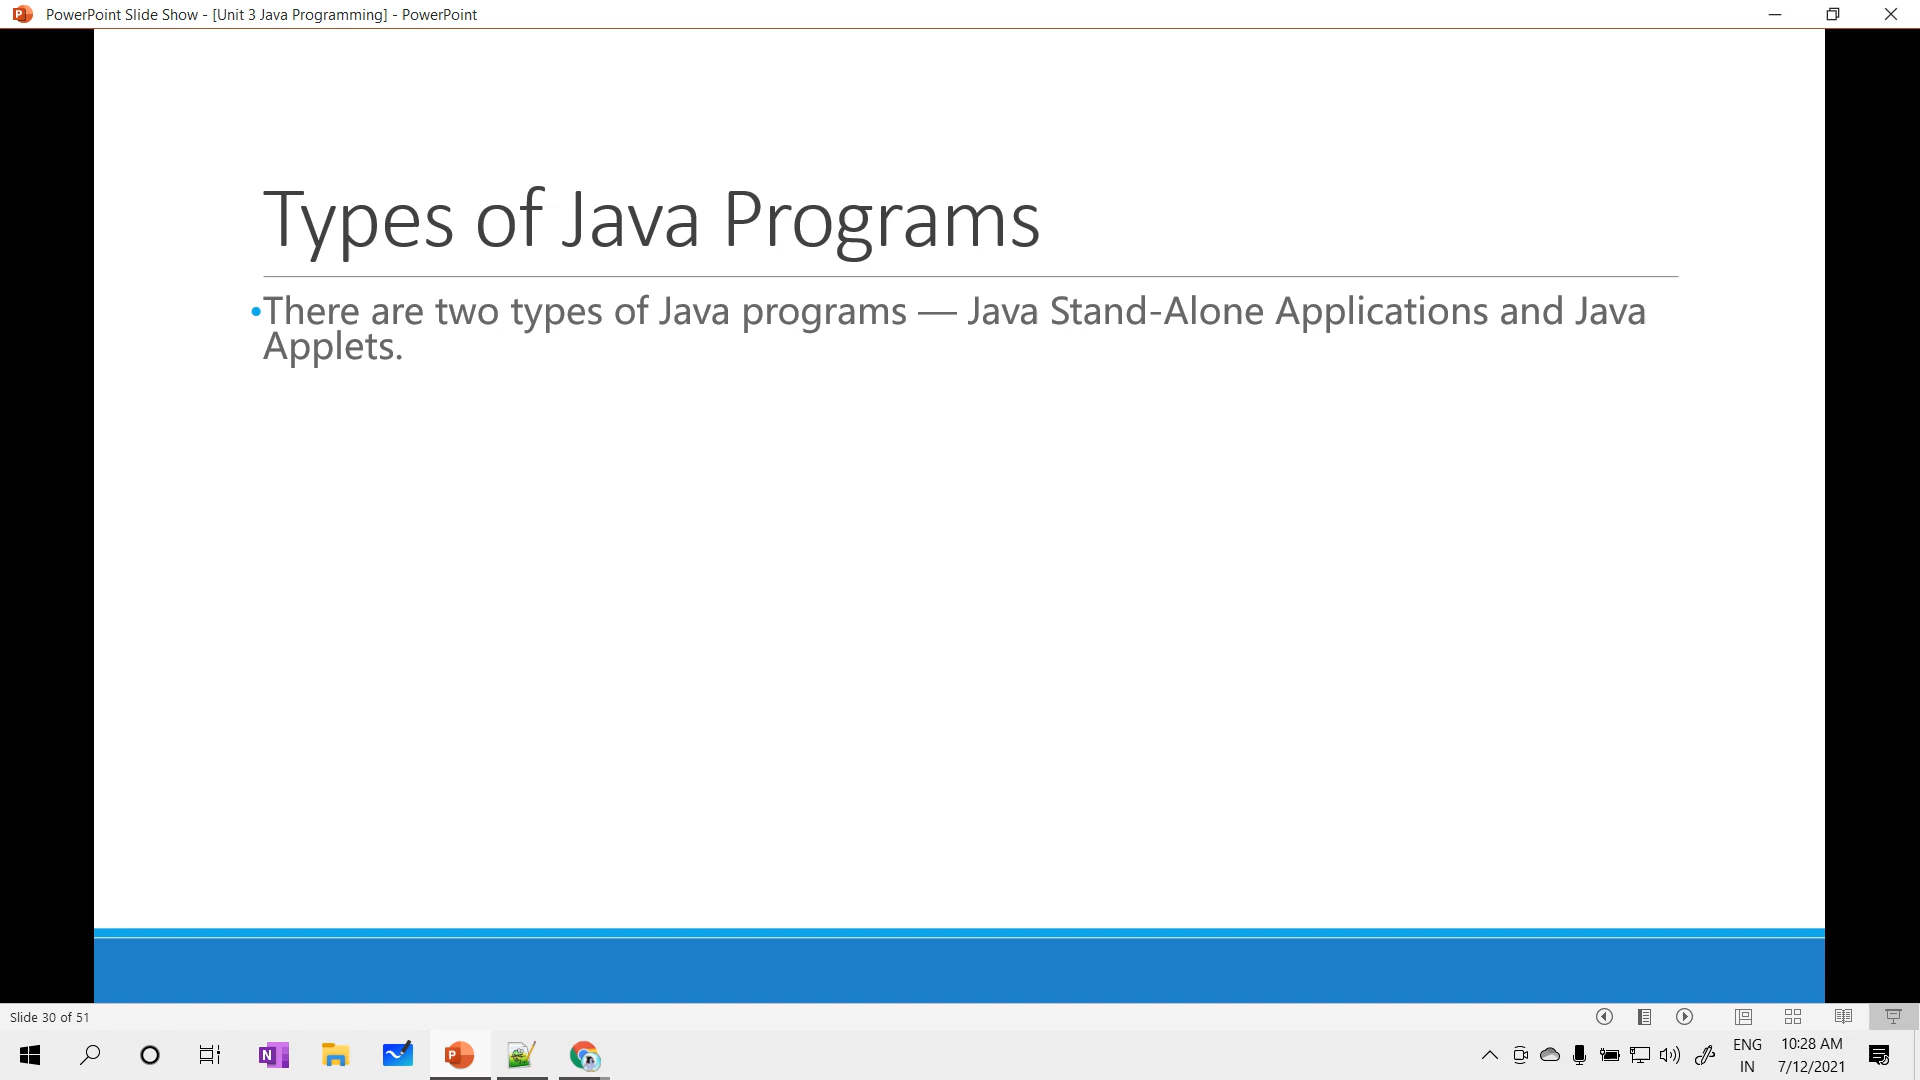 PowerPoint Slide Show - [Unit 3 Java Programming] - PowerPoint
Types of Java Programs
•There are two types of Java programs — Java Stand-Alone Applications and Java
Applets.
Slide 30 of 51
ENG
IN
10:28 AM
7/12/2021